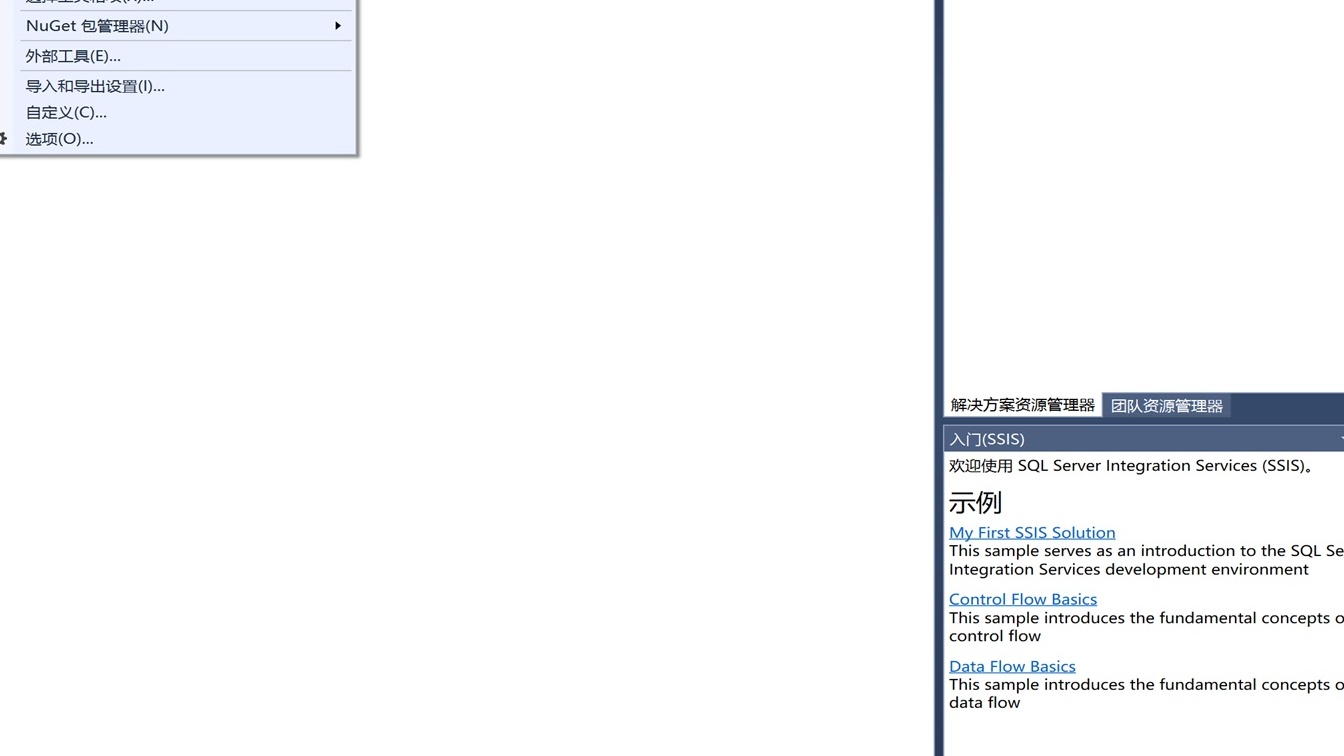 NuGet 包管理器(N)
外部工具(E)...
导入和导出设置(I)...
自定义(C)...
选项(O)...
解决方案资源管理器
团队资源管理器
入门(SSIS)
欢迎使用 SQL Server Integration Services (SSIS)。
示例
My First SSIS Solution
This sample serves as an introduction to the SQL Se
Integration Services development environment
Control Flow Basics
This sample introduces the fundamental concepts o
control flow
Data Flow Basics
This sample introduces the fundamental concepts o
data flow